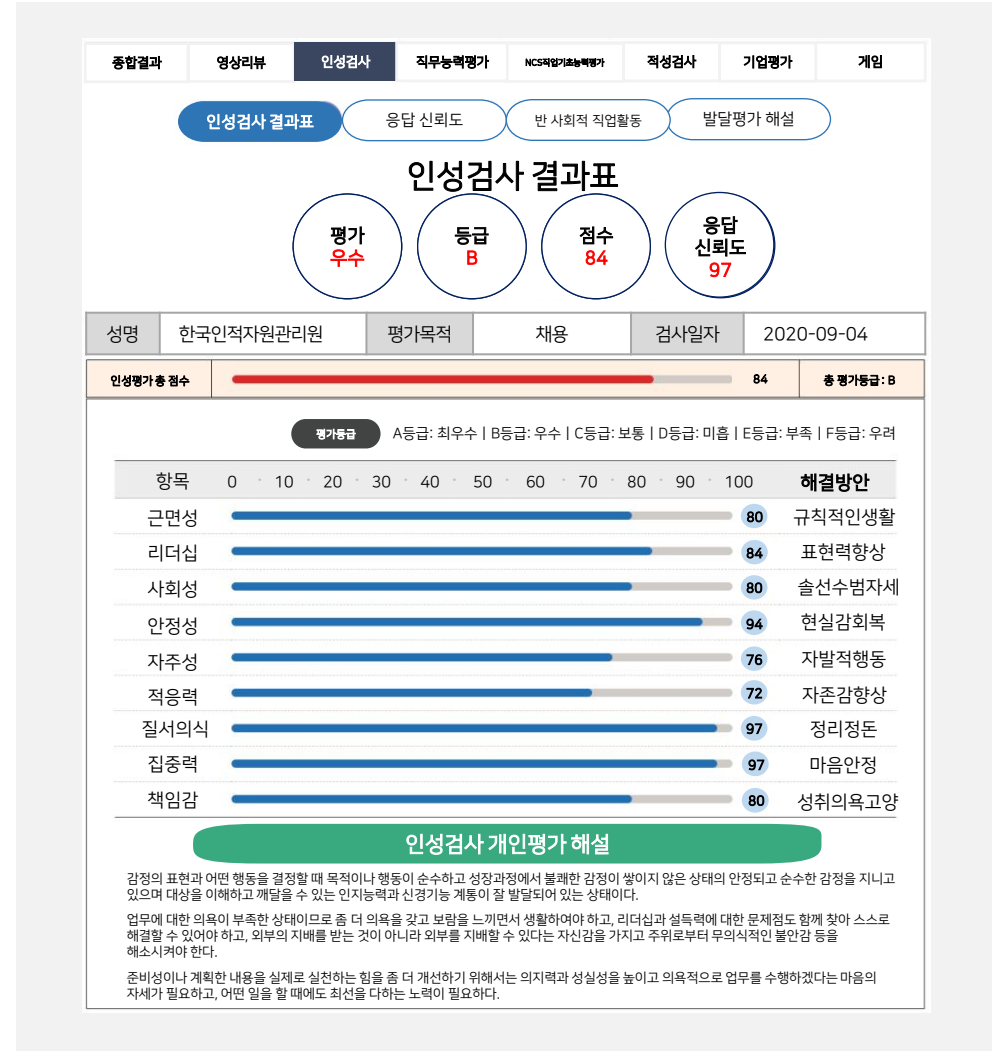 종합결과 영상리뷰 인성검사 직무능력평가 NCS직업기초능력평가 적성검사 기업평가 게임
인성검사 결과표 응답 신뢰도 반 사회적 직업활동 발달평가 해설
인성검사 결과표
평가 우수
등급 B
점수 84
응답 신뢰도 97
성명 한국인적자원관리원 평가목적 채용 검사일자 2020-09-04
인성평가 총 점수 84 총 평가등급 : B
평가등급 A등급: 최우수 | B등급: 우수 | C등급: 보통 | D등급: 미흡 | E등급: 부족 | F등급: 우려
항목 0 · 10 · 20 · 30 · 40 · 50 · 60 · 70 · 80 · 90 · 100 해결방안
근면성 80 규칙적인생활
리더십 84 표현력향상
사회성 80 솔선수범자세
안정성 94 현실감회복
자주성 76 자발적행동
적응력 72 자존감향상
질서의식 97 정리정돈
집중력 97 마음안정
책임감 80 성취의욕고양
인성검사 개인평가 해설
감정의 표현과 어떤 행동을 결정할 때 목적이나 행동이 순수하고 성장과정에서 불쾌한 감정이 쌓이지 않은 상태의 안정되고 순수한 감정을 지니고
있으며 대상을 이해하고 깨달을 수 있는 인지능력과 신경기능 계통이 잘 발달되어 있는 상태이다.
업무에 대한 의욕이 부족한 상태이므로 좀 더 의욕을 갖고 보람을 느끼면서 생활하여야 하고, 리더십과 설득력에 대한 문제점도 함께 찾아 스스로
해결할 수 있어야 하고, 외부의 지배를 받는 것이 아니라 외부를 지배할 수 있다는 자신감을 가지고 주위로부터 무의식적인 불안감 등을
해소시켜야 한다.
준비성이나 계획한 내용을 실제로 실천하는 힘을 좀 더 개선하기 위해서는 의지력과 성실성을 높이고 의욕적으로 업무를 수행하겠다는 마음의
자세가 필요하고, 어떤 일을 할 때에도 최선을 다하는 노력이 필요하다.